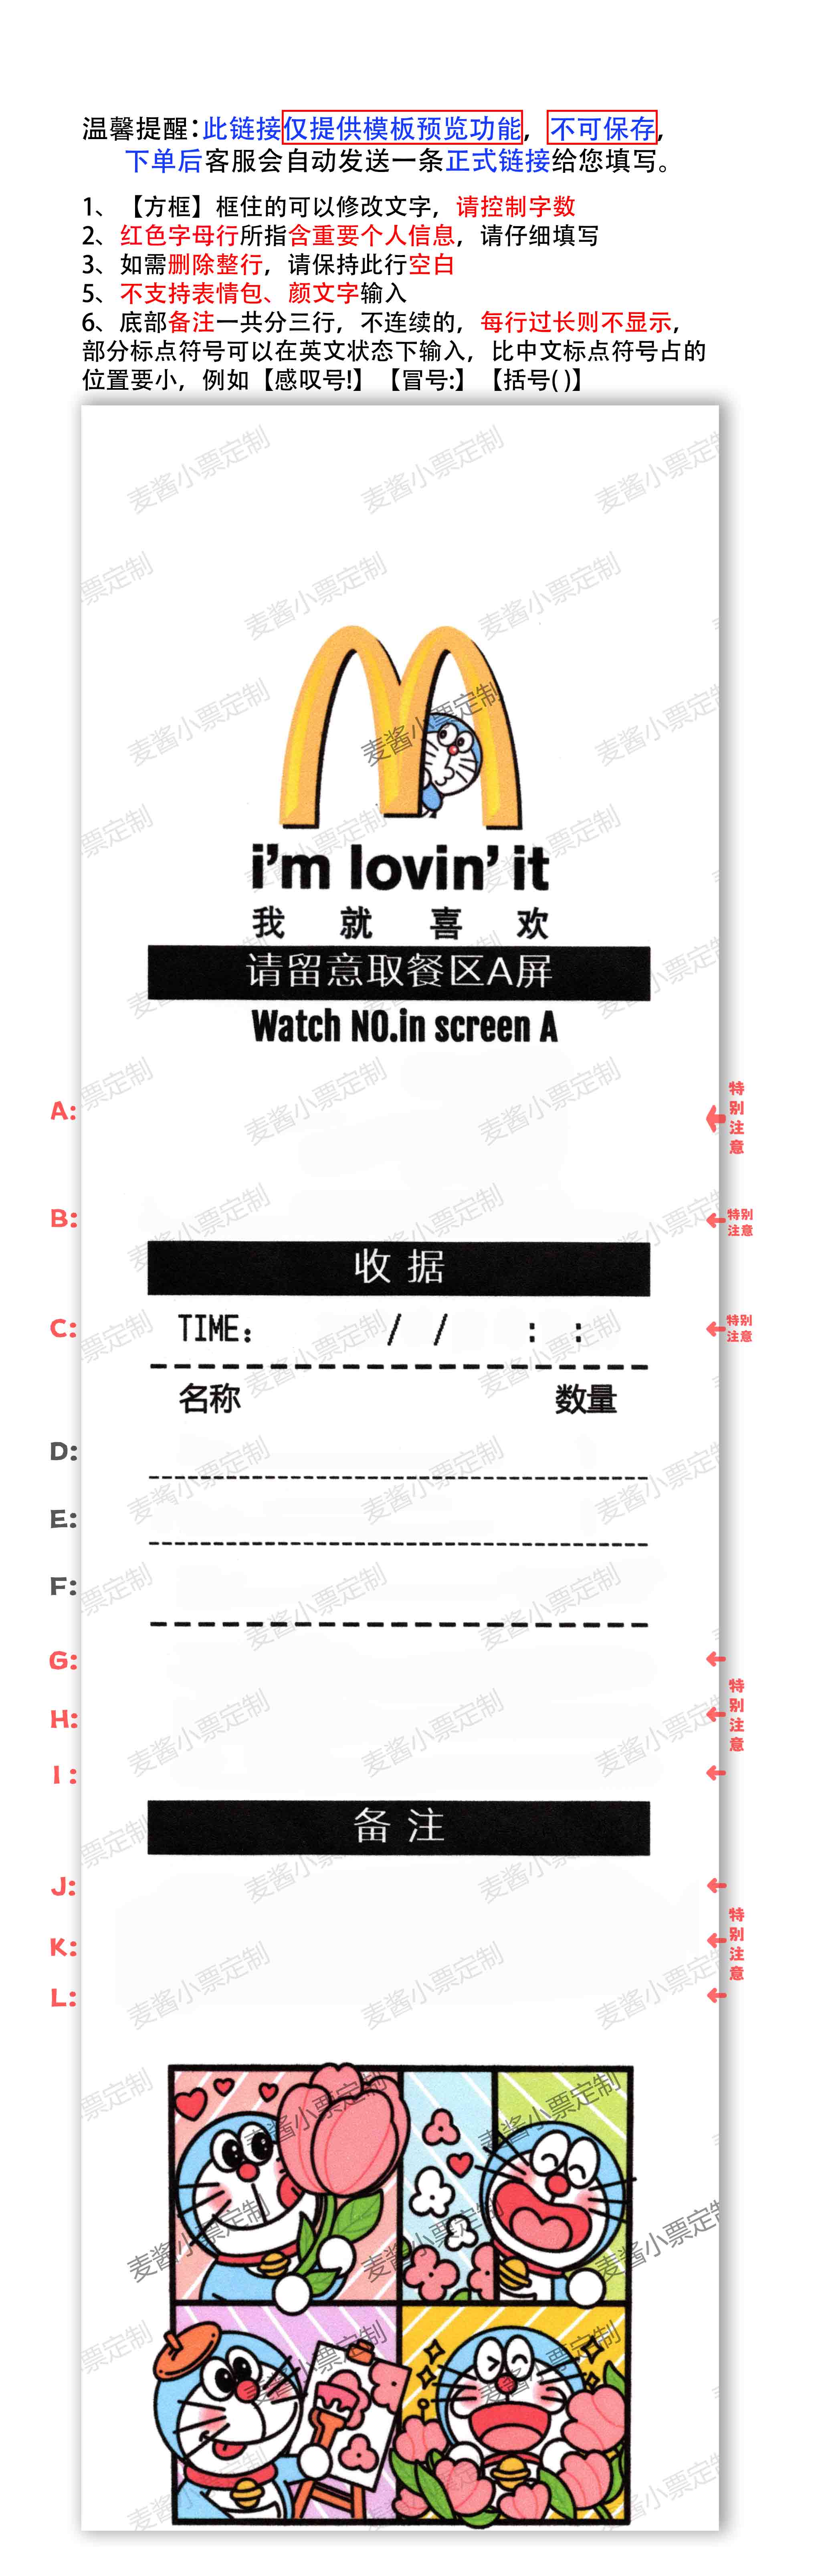 温馨提醒：此链接仅提供模板预览功能，不可保存，
下单后客服会自动发送一条正式链接给您填写。
1、【方框】框住的可以修改文字，请控制字数
2、红色字母行所指含重要个人信息，请仔细填写
3、如需删除整行，请保持此行空白
5、不支持表情包、颜文字输入
6、底部备注一共分三行，不连续的，每行过长则不显示，
部分标点符号可以在英文状态下输入，比中文标点符号占的
位置要小，例如【感叹号!】【冒号:】【括号( )】
麦酱小票定制
i'm lovin' it
我就喜欢
请留意取餐区A屏
Watch NO.in screen A
A: 特别注意
B: 特别注意
收据
C: TIME: / / : : 特别注意
名称 数量
D:
E:
F:
G:
H: 特别注意
I:
备注
J:
K: 特别注意
L: